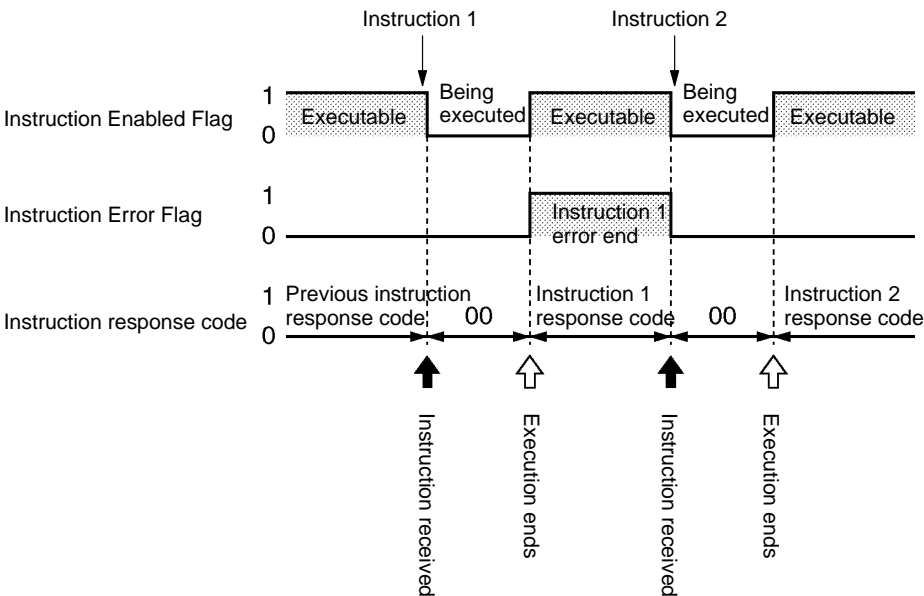 Instruction 1
Instruction 2
Instruction Enabled Flag
1
0
Executable
Being
executed
Executable
Being
executed
Executable
Instruction Error Flag
1
0
Instruction 1
error end
Instruction response code
1
0
Previous instruction
response code
00
Instruction 1
response code
00
Instruction 2
response code
Instruction received
Execution ends
Instruction received
Execution ends